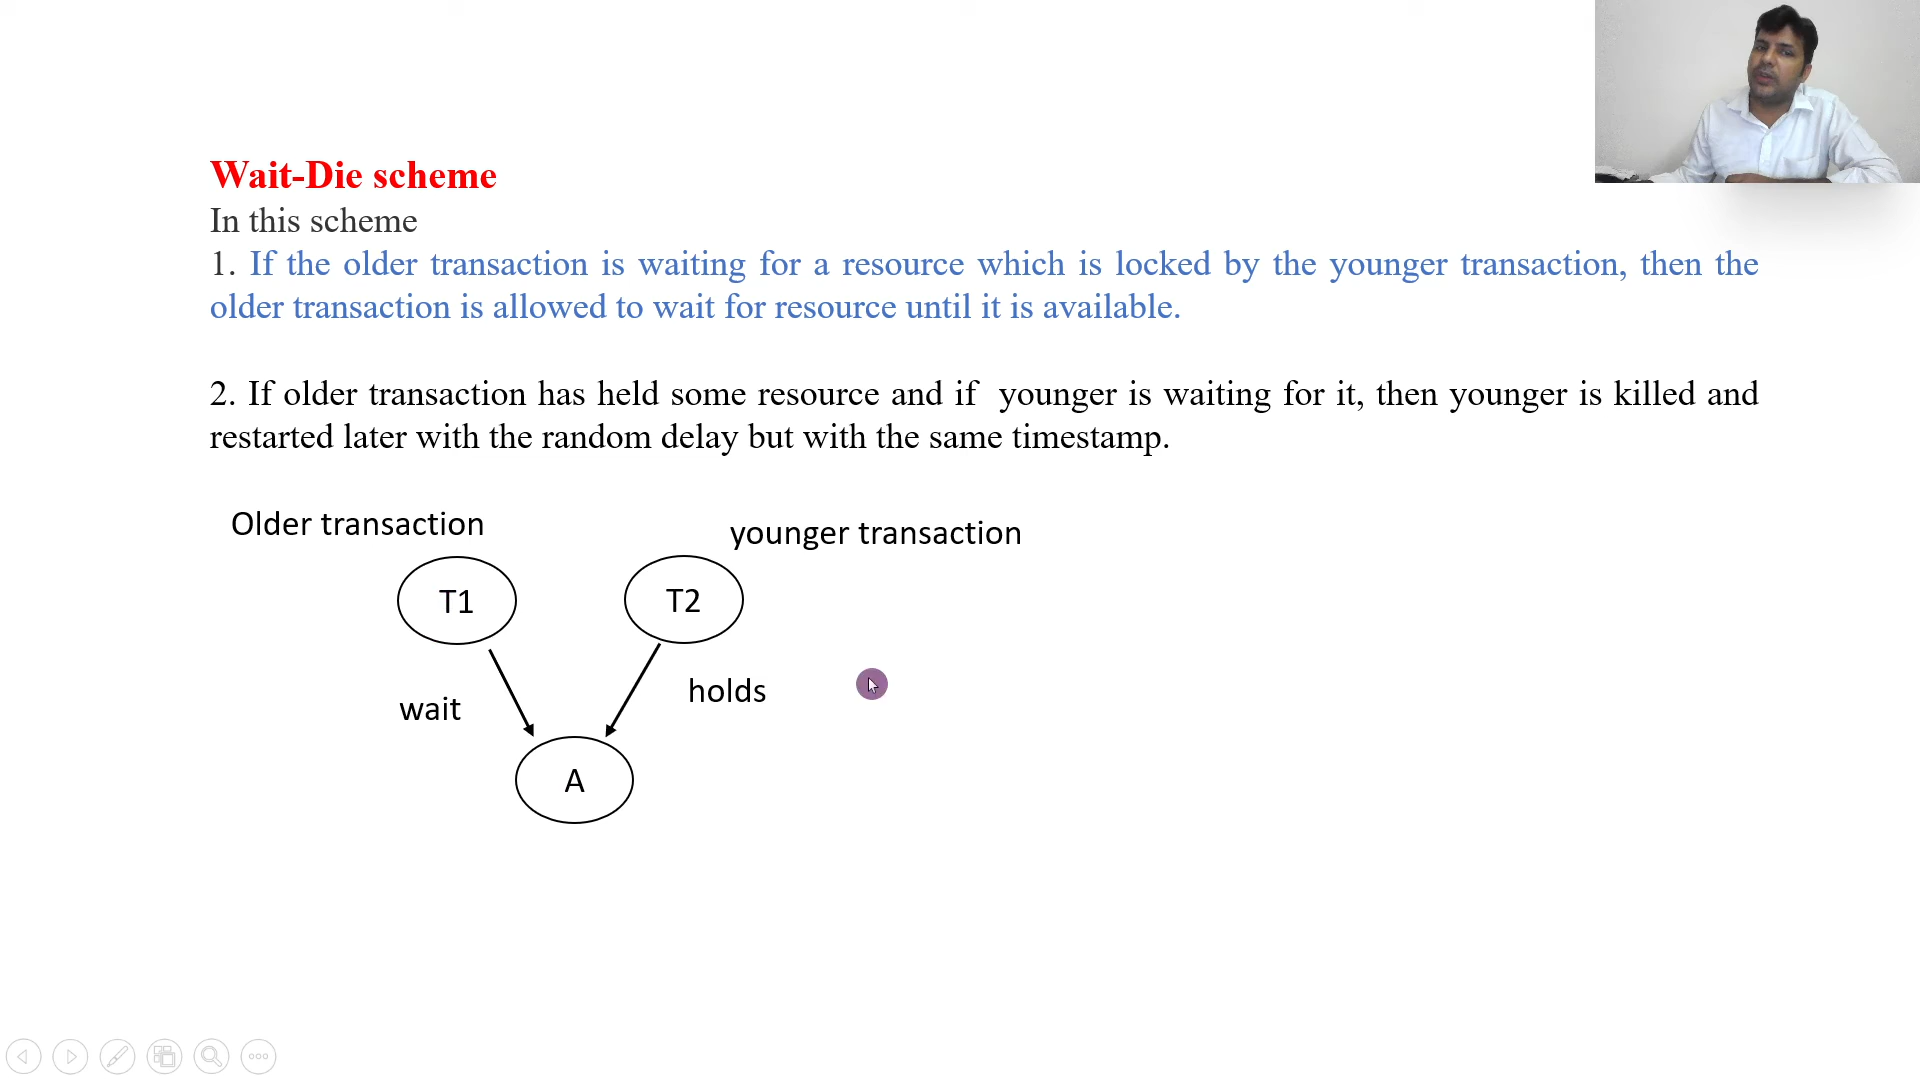 Wait-Die scheme
In this scheme
1. If the older transaction is waiting for a resource which is locked by the younger transaction, then the
older transaction is allowed to wait for resource until it is available.
2. If older transaction has held some resource and if younger is waiting for it, then younger is killed and
restarted later with the random delay but with the same timestamp.
Older transaction
younger transaction
T1
T2
wait
holds
A